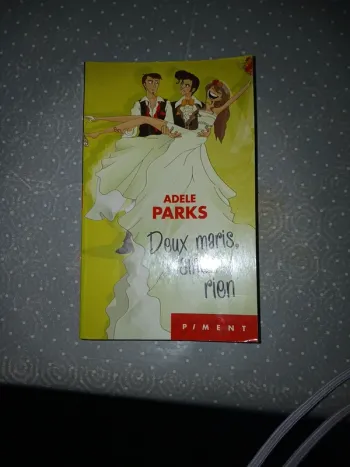 ADELE
PARKS
Deux maris,
rien
PIMENT